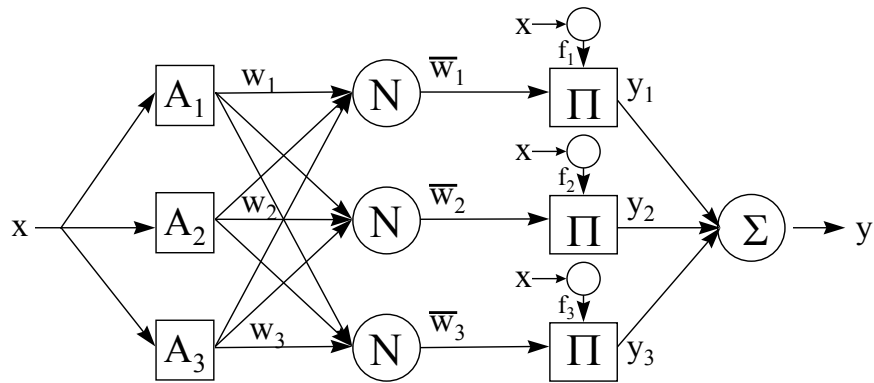 x
f₁
w₁ w̅₁ y₁
A₁ N Π
x
f₂
w₂ w̅₂ y₂
x A₂ N Π Σ y
x
f₃
w₃ w̅₃ y₃
A₃ N Π